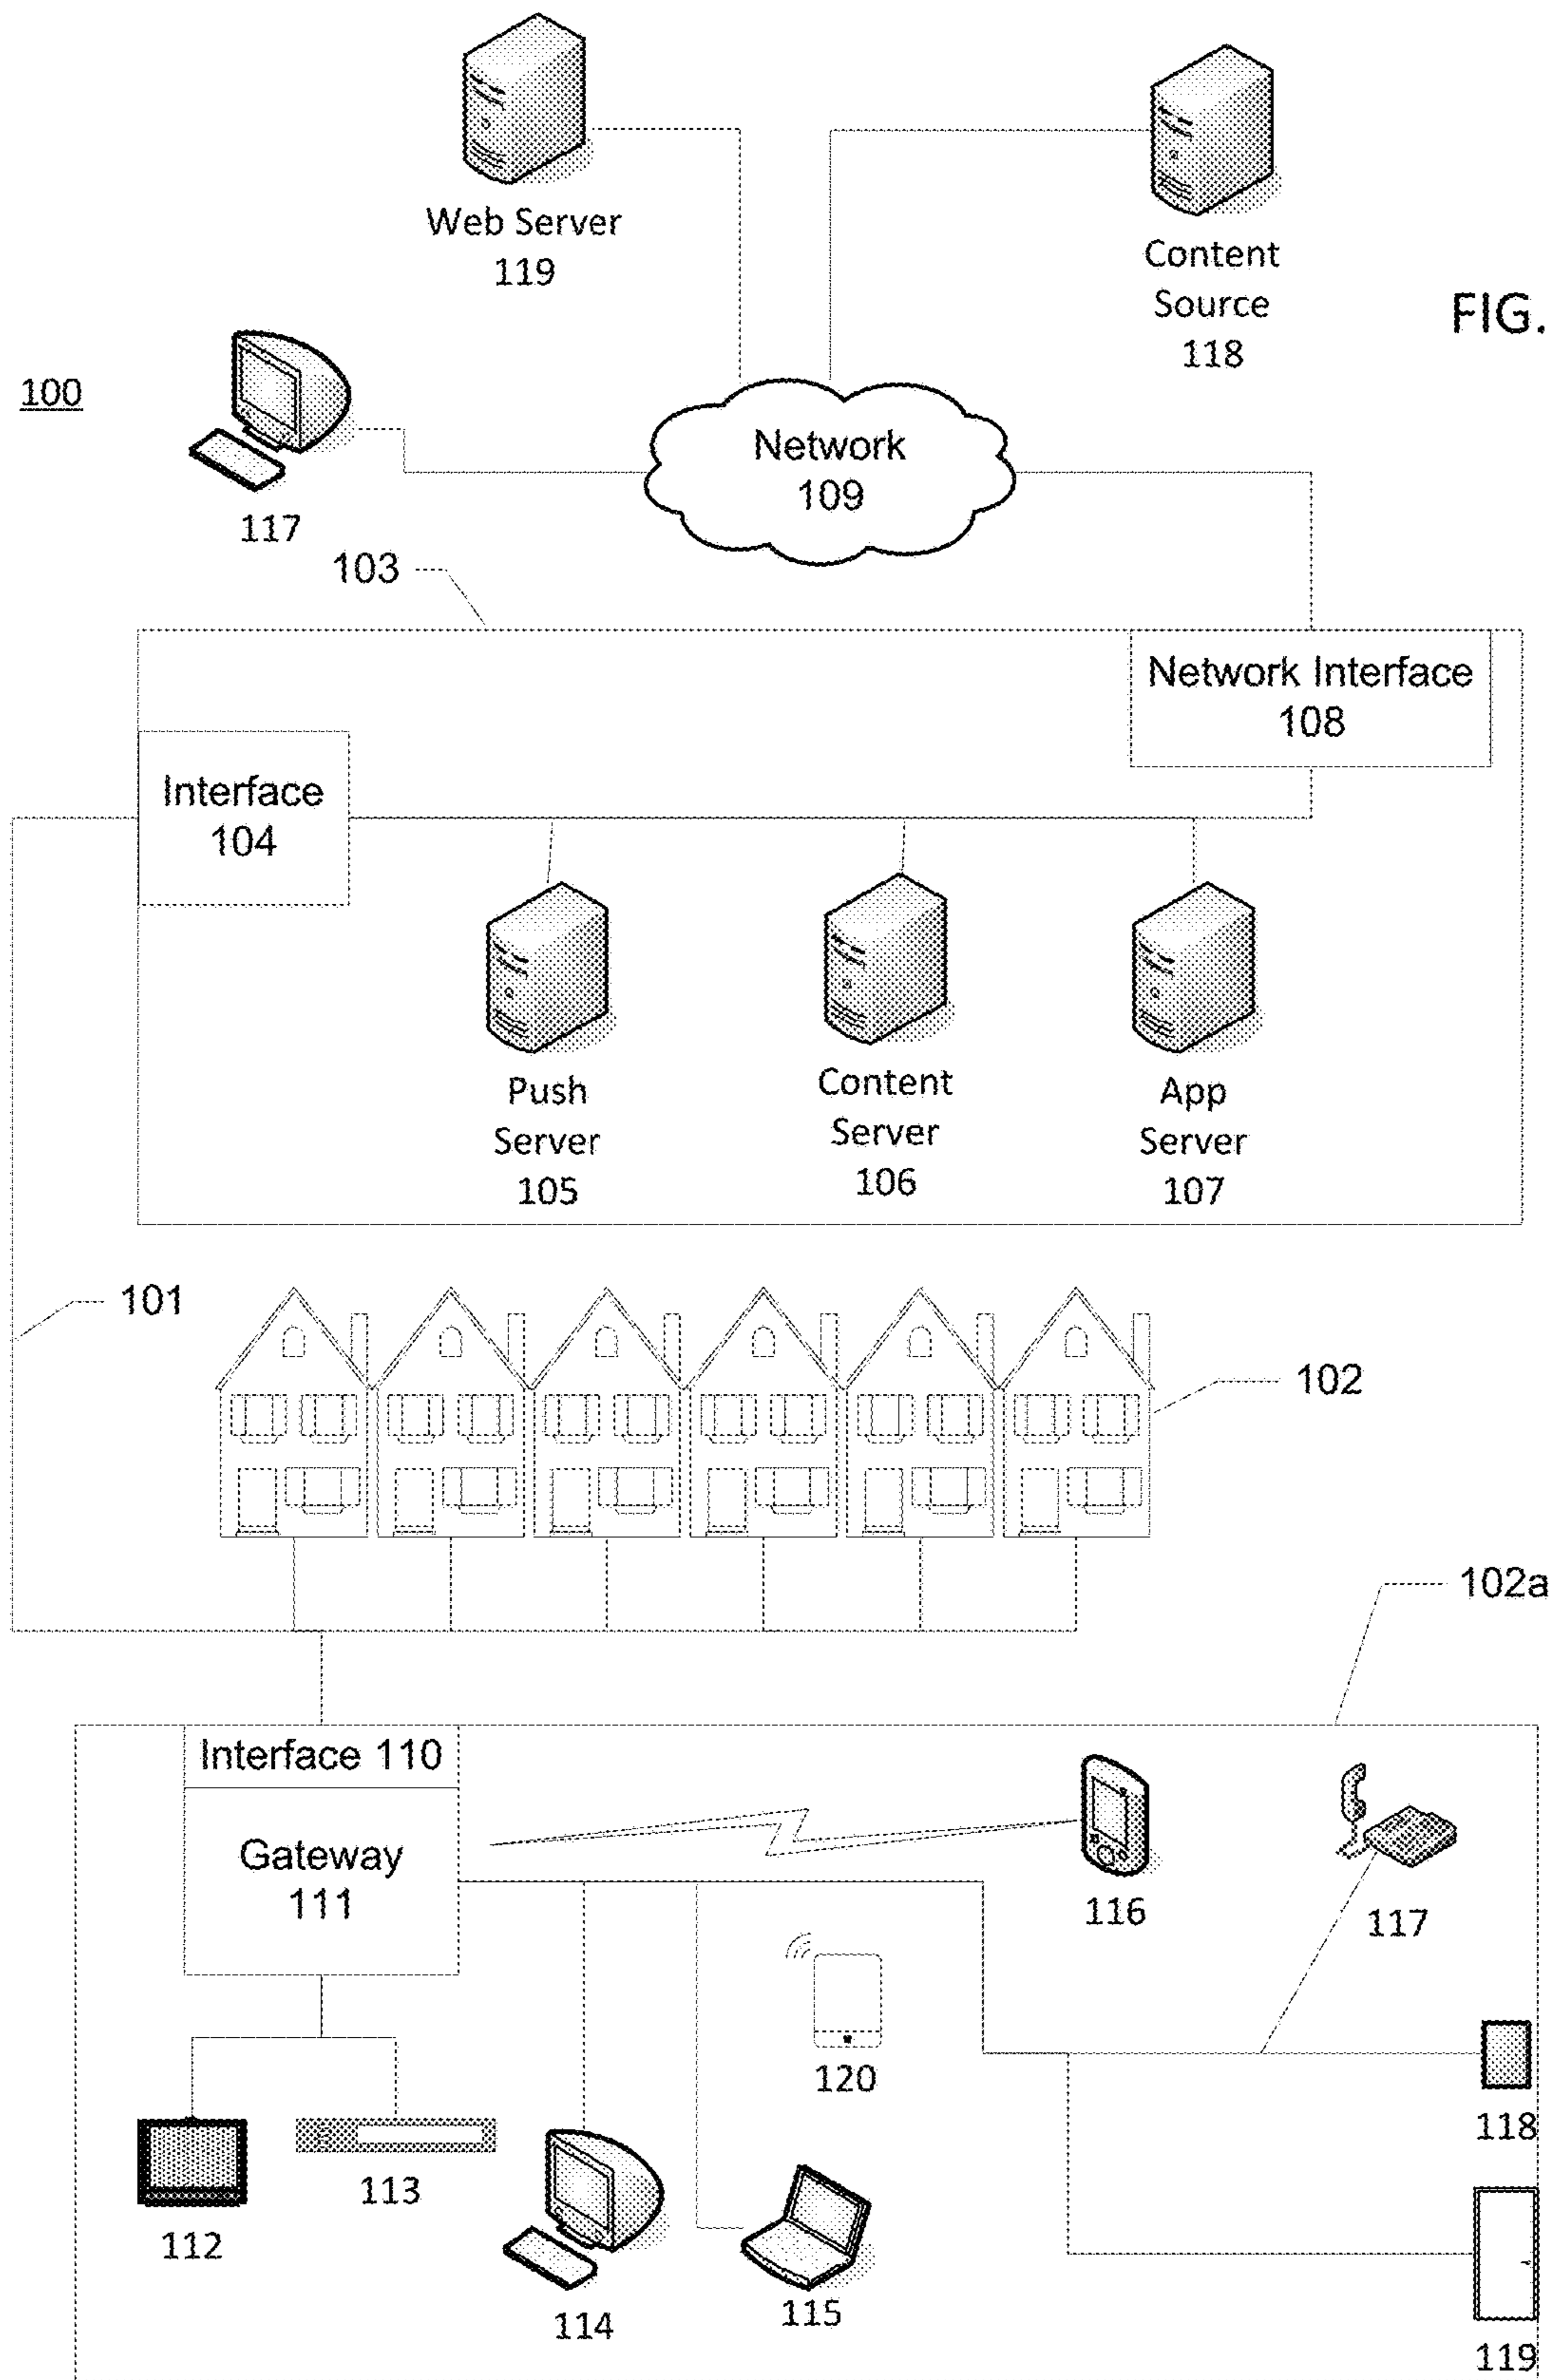 Web Server
119
Content
Source
118
FIG.
100
Network
109
117
103
Network Interface
108
Interface
104
Push
Server
105
Content
Server
106
App
Server
107
101
102
102a
Interface 110
Gateway
111
116
117
120
118
112
113
114
115
119